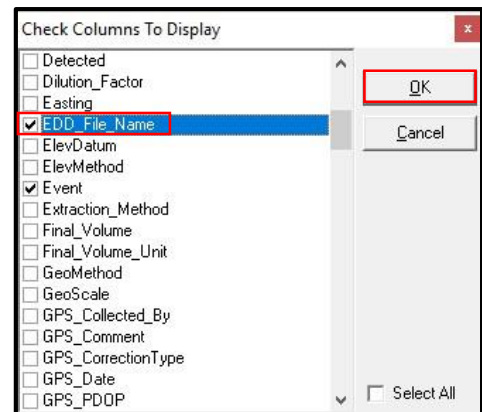 Check Columns To Display
x
Detected
Dilution_Factor
Easting
EDD_File_Name
ElevDatum
ElevMethod
Event
Extraction_Method
Final_Volume
Final_Volume_Unit
GeoMethod
GeoScale
GPS_Collected_By
GPS_Comment
GPS_CorrectionType
GPS_Date
GPS_PDOP
OK
Cancel
Select All